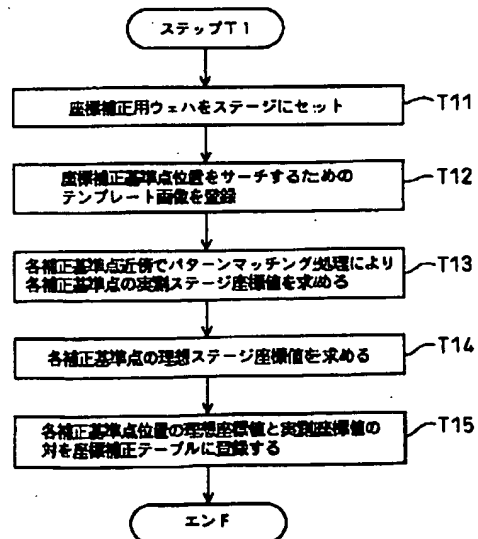 ステップT1
座標補正用ウェハをステージにセット
T11
座標補正基準点位置をサーチするための
テンプレート画像を登録
T12
各補正基準点近傍でパターンマッチング処理により
各補正基準点の実測ステージ座標値を求める
T13
各補正基準点の理想ステージ座標値を求める
T14
各補正基準点位置の理想座標値と実測座標値の
対を座標補正テーブルに登録する
T15
エンド